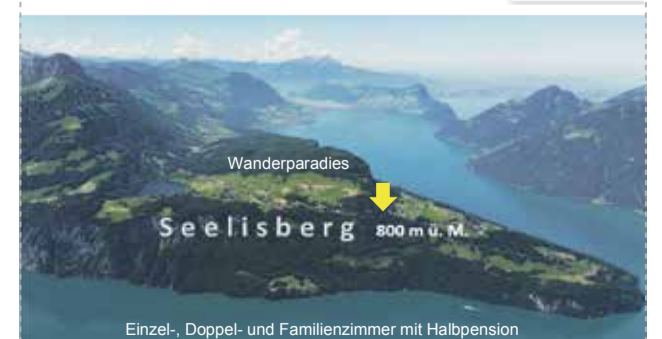 Wanderparadies
Seelisberg 800 m ü. M.
Einzel-, Doppel- und Familienzimmer mit Halbpension